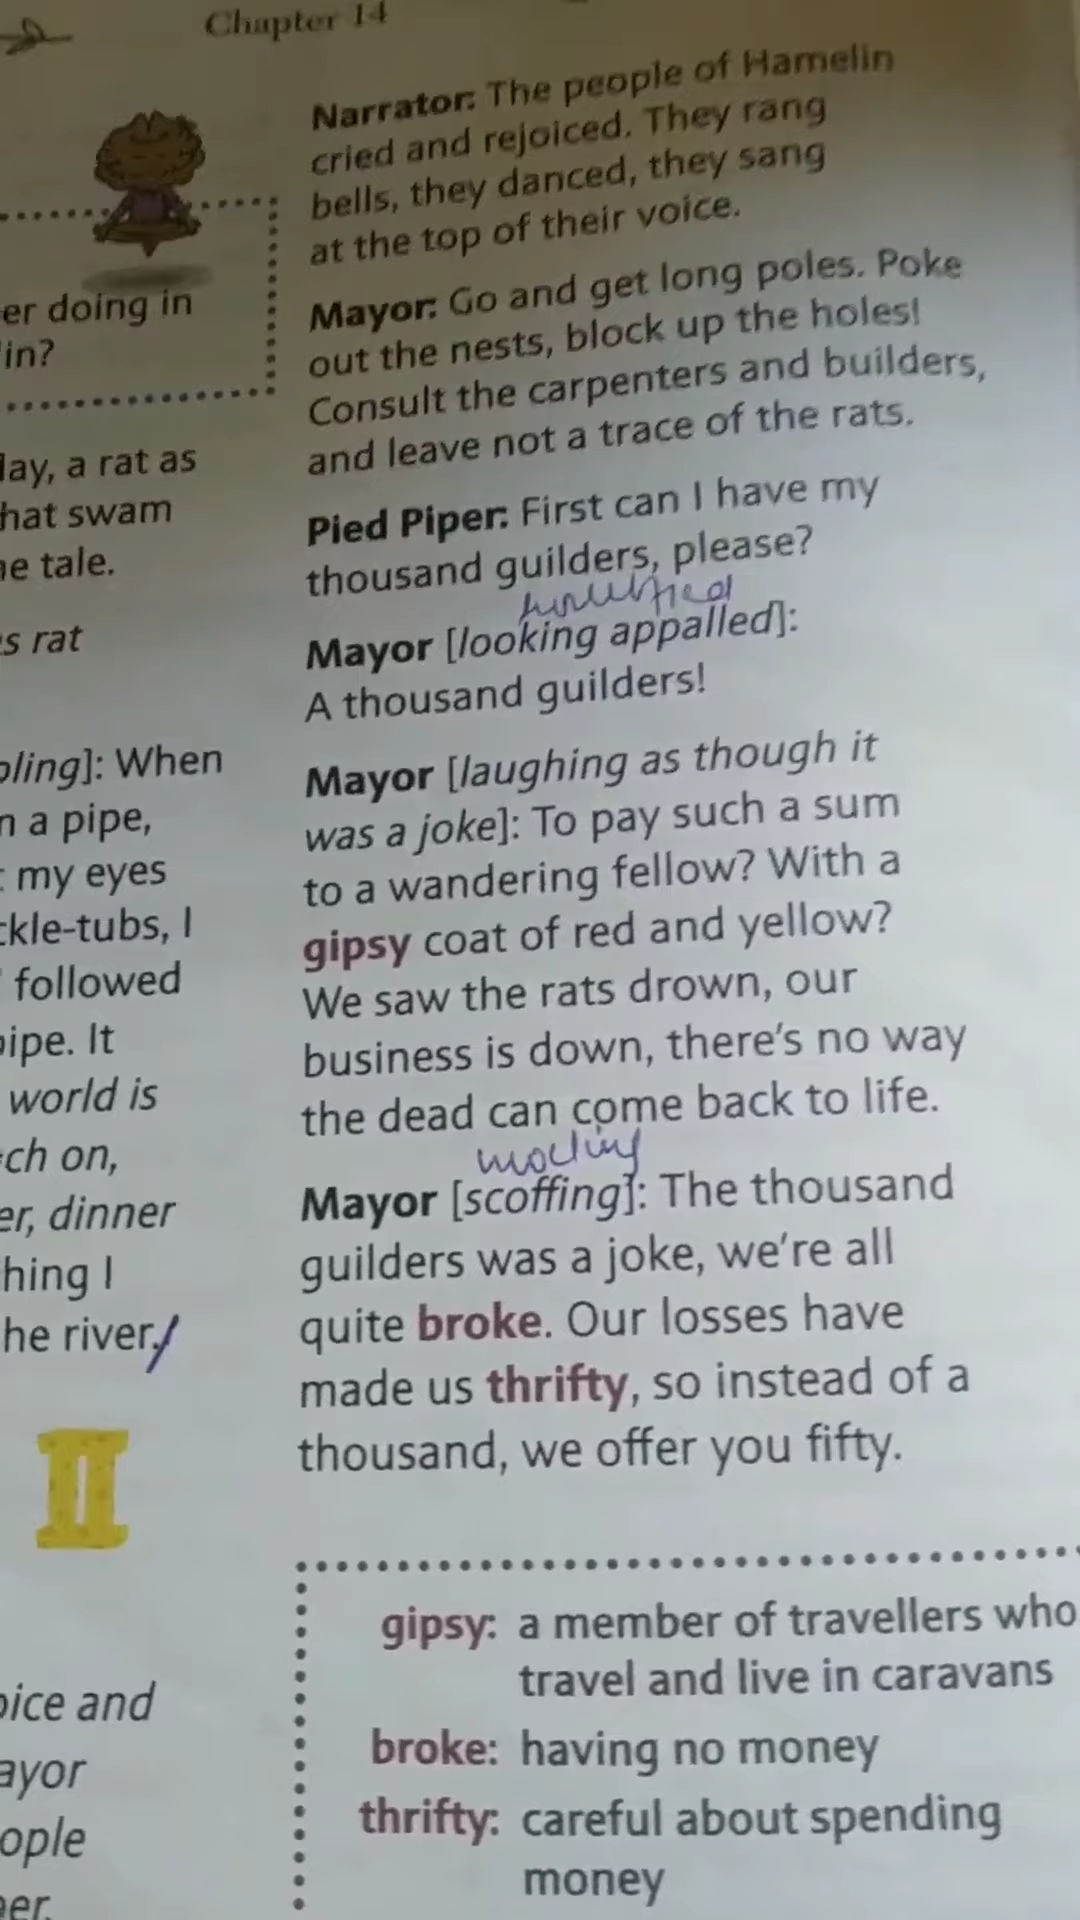 Chapter 14
er doing in
in?
lay, a rat as
hat swam
e tale.
s rat
ling]: When
a pipe,
my eyes
ckle-tubs, I
followed
pipe. It
world is
ch on,
er, dinner
hing I
he river.
II
oice and
ayor
ople
er.
Narrator: The people of Hamelin
cried and rejoiced. They rang
bells, they danced, they sang
at the top of their voice.
Mayor: Go and get long poles. Poke
out the nests, block up the holes!
Consult the carpenters and builders,
and leave not a trace of the rats.
Pied Piper: First can I have my
thousand guilders, please?
Mayor [looking appalled]:
A thousand guilders!
Mayor [laughing as though it
was a joke]: To pay such a sum
to a wandering fellow? With a
gipsy coat of red and yellow?
We saw the rats drown, our
business is down, there's no way
the dead can come back to life.
mocking
Mayor [scoffing]: The thousand
guilders was a joke, we're all
quite broke. Our losses have
made us thrifty, so instead of a
thousand, we offer you fifty.
gipsy: a member of travellers who
travel and live in caravans
broke: having no money
thrifty: careful about spending
money